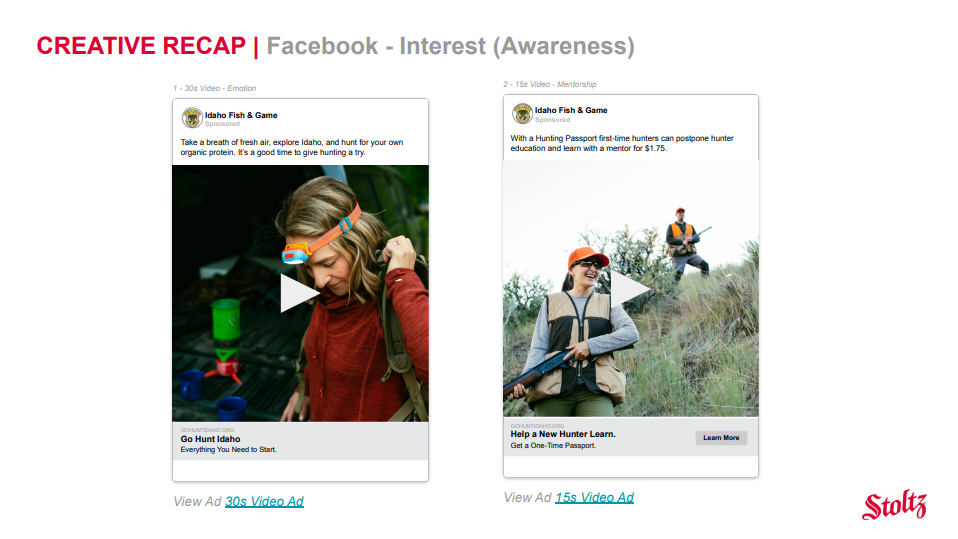 CREATIVE RECAP | Facebook - Interest (Awareness)
1 - 30s Video - Emotion
Idaho Fish & Game
Sponsored
Take a breath of fresh air, explore Idaho, and hunt for your own
organic protein. It's a good time to give hunting a try.
GOHUNTIDAHO.ORG
Go Hunt Idaho
Everything You Need to Start.
View Ad 30s Video Ad
2 - 15s Video - Mentorship
Idaho Fish & Game
Sponsored
With a Hunting Passport first-time hunters can postpone hunter
education and learn with a mentor for $1.75.
GOHUNTIDAHO.ORG
Help a New Hunter Learn.
Get a One-Time Passport.
Learn More
View Ad 15s Video Ad
Stoltz